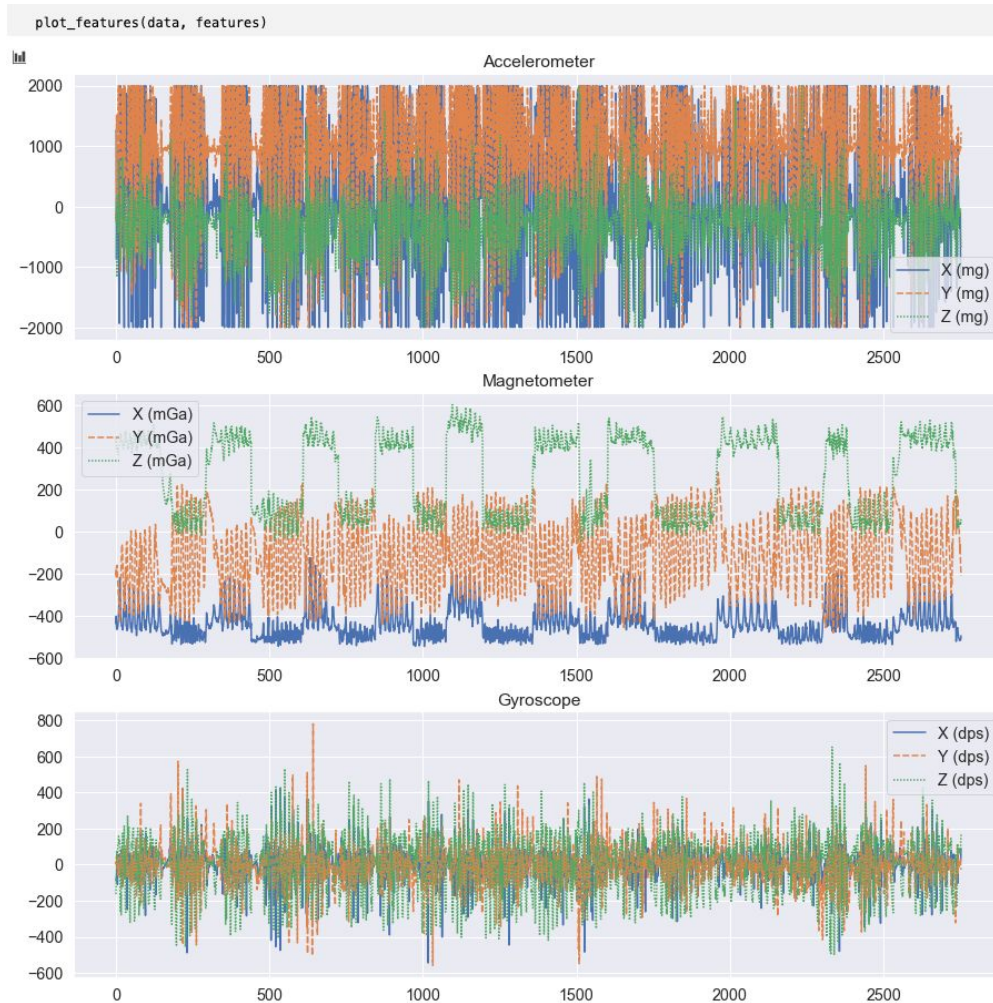 plot_features(data, features)
Accelerometer
2000
1000
0
−1000
−2000
X (mg)
Y (mg)
Z (mg)
0 500 1000 1500 2000 2500
Magnetometer
600
400
200
0
−200
−400
−600
X (mGa)
Y (mGa)
Z (mGa)
0 500 1000 1500 2000 2500
Gyroscope
800
600
400
200
0
−200
−400
−600
X (dps)
Y (dps)
Z (dps)
0 500 1000 1500 2000 2500